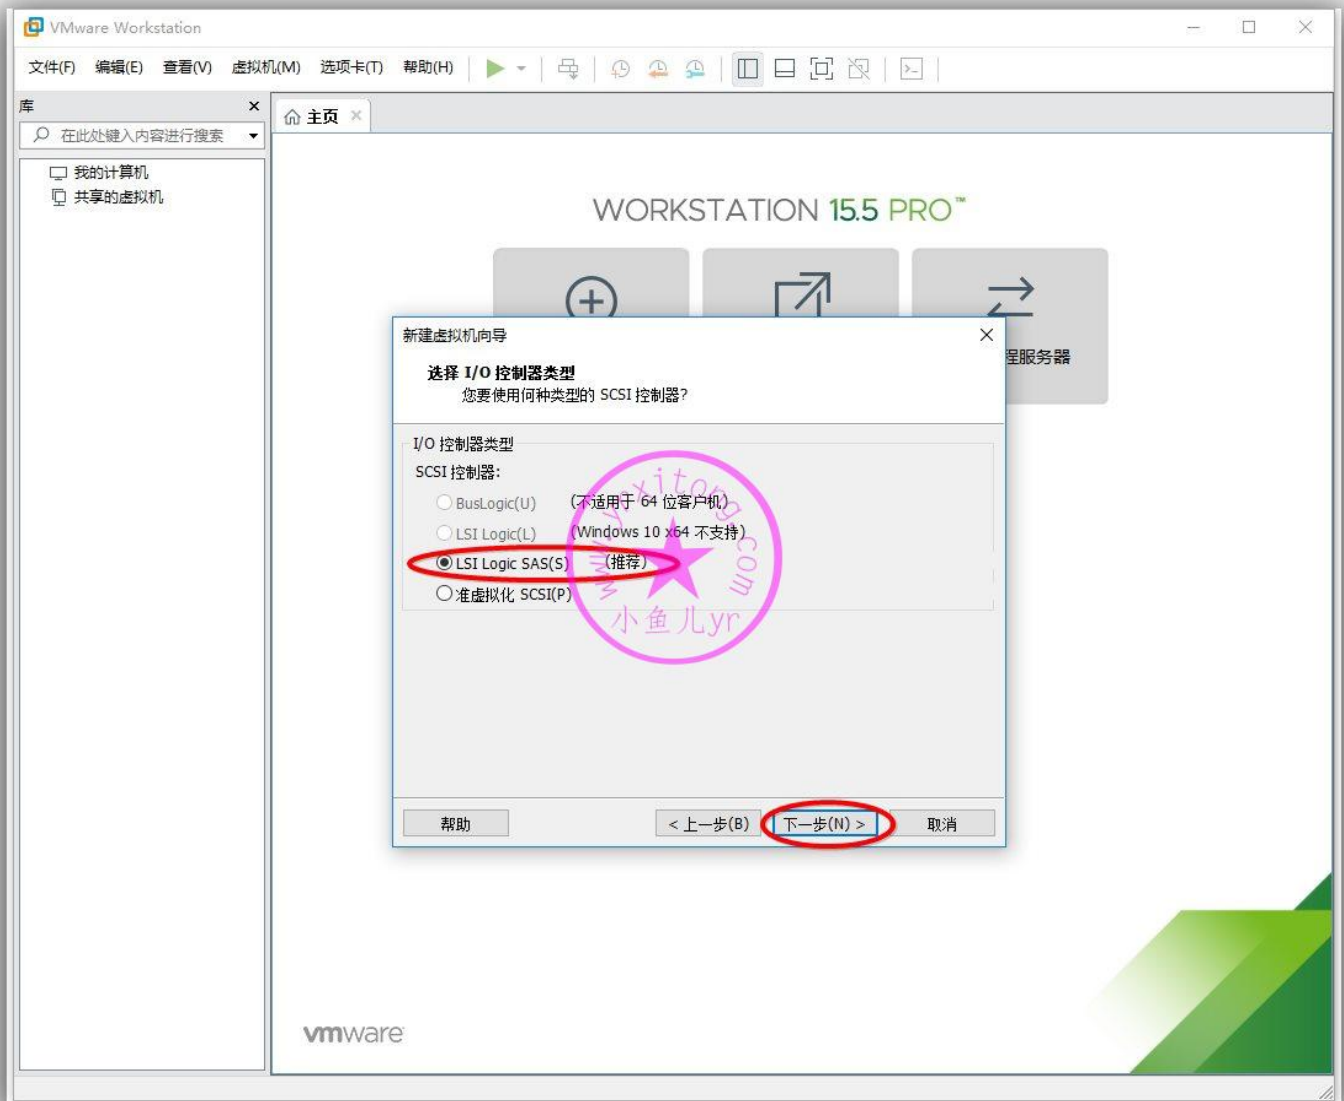 VMware Workstation
文件(F) 编辑(E) 查看(V) 虚拟机(M) 选项卡(T) 帮助(H)
库
主页
在此处键入内容进行搜索
我的计算机
共享的虚拟机
WORKSTATION 15.5 PRO™
程服务器
新建虚拟机向导
选择 I/O 控制器类型
您要使用何种类型的 SCSI 控制器?
I/O 控制器类型
SCSI 控制器:
BusLogic(U) (不适用于 64 位客户机)
LSI Logic(L) (Windows 10 x64 不支持)
LSI Logic SAS(S) (推荐)
准虚拟化 SCSI(P)
www.yrxitong.com
小鱼儿yr
帮助 < 上一步(B) 下一步(N) > 取消
vmware